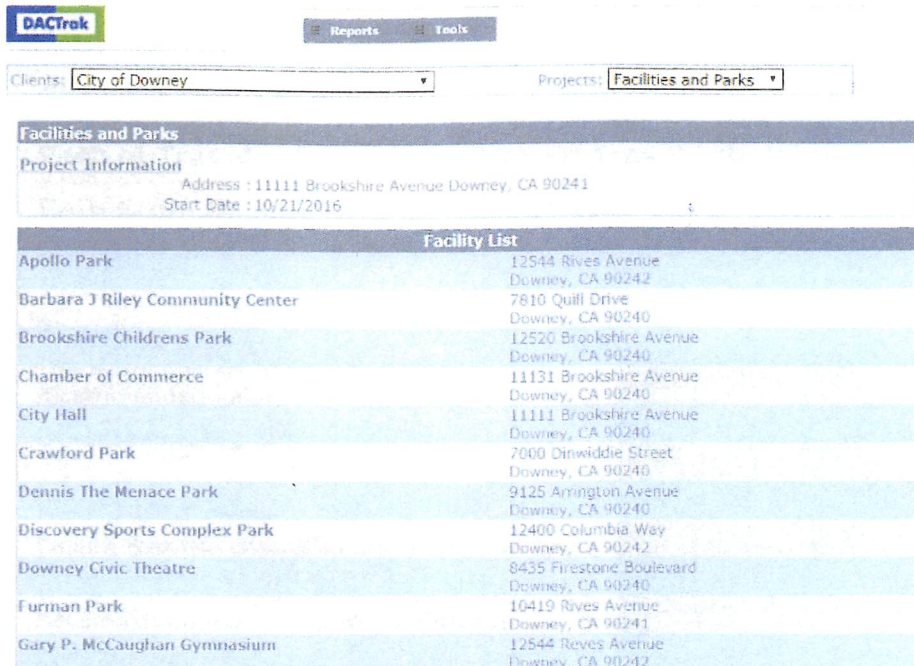 DACTrak
Reports Tools
Clients: City of Downey Projects: Facilities and Parks
Facilities and Parks
Project Information
Address : 11111 Brookshire Avenue Downey, CA 90241
Start Date : 10/21/2016
Facility List
Apollo Park 12544 Rives Avenue
Downey, CA 90242
Barbara J Riley Community Center 7810 Quill Drive
Downey, CA 90240
Brookshire Childrens Park 12520 Brookshire Avenue
Downey, CA 90240
Chamber of Commerce 11131 Brookshire Avenue
Downey, CA 90240
City Hall 11111 Brookshire Avenue
Downey, CA 90240
Crawford Park 7000 Dinwiddie Street
Downey, CA 90240
Dennis The Menace Park 9125 Arrington Avenue
Downey, CA 90240
Discovery Sports Complex Park 12400 Columbia Way
Downey, CA 90242
Downey Civic Theatre 8435 Firestone Boulevard
Downey, CA 90240
Furman Park 10419 Rives Avenue
Downey, CA 90241
Gary P. McCaughan Gymnasium 12544 Reves Avenue
Downey, CA 90242